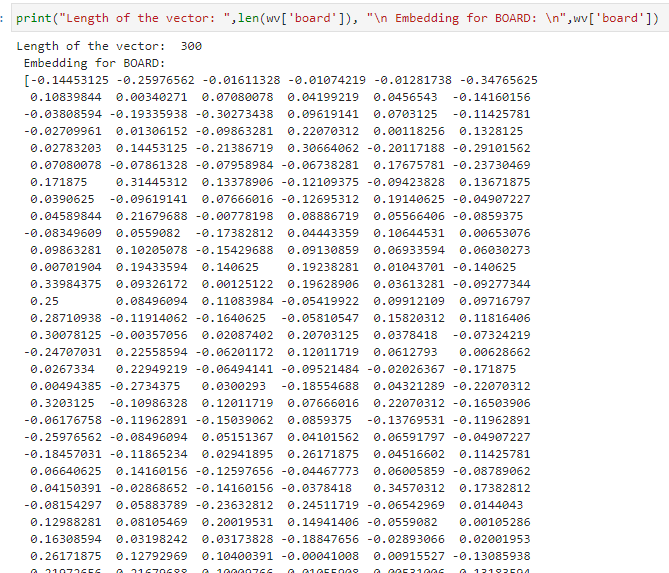 : print("Length of the vector: ",len(wv['board']), "\n Embedding for BOARD: \n",wv['board'])
Length of the vector:  300
 Embedding for BOARD:
 [-0.14453125 -0.25976562 -0.01611328 -0.01074219 -0.01281738 -0.34765625
  0.10839844  0.00340271  0.07080078  0.04199219  0.0456543  -0.14160156
 -0.03808594 -0.19335938 -0.30273438  0.09619141  0.0703125  -0.11425781
 -0.02709961  0.01306152 -0.09863281  0.22070312  0.00118256  0.1328125
  0.02783203  0.14453125 -0.21386719  0.30664062 -0.20117188 -0.29101562
  0.07080078 -0.07861328 -0.07958984 -0.06738281  0.17675781 -0.23730469
  0.171875    0.31445312  0.13378906 -0.12109375 -0.09423828  0.13671875
  0.0390625  -0.09619141  0.07666016 -0.12695312  0.19140625 -0.04907227
  0.04589844  0.21679688 -0.00778198  0.08886719  0.05566406 -0.0859375
 -0.08349609  0.0559082  -0.17382812  0.04443359  0.10644531  0.00653076
  0.09863281  0.10205078 -0.15429688  0.09130859  0.06933594  0.06030273
  0.00701904  0.19433594  0.140625    0.19238281  0.01043701 -0.140625
  0.33984375  0.09326172  0.00125122  0.19628906  0.03613281 -0.09277344
  0.25        0.08496094  0.11083984 -0.05419922  0.09912109  0.09716797
  0.28710938 -0.11914062 -0.1640625  -0.05810547  0.15820312  0.11816406
  0.30078125 -0.00357056  0.02087402  0.20703125  0.0378418  -0.07324219
 -0.24707031  0.22558594 -0.06201172  0.12011719  0.0612793   0.00628662
  0.0267334   0.22949219 -0.06494141 -0.09521484 -0.02026367 -0.171875
  0.00494385 -0.2734375   0.0300293  -0.18554688  0.04321289 -0.22070312
  0.3203125  -0.10986328  0.12011719  0.07666016  0.22070312 -0.16503906
 -0.06176758 -0.11962891 -0.15039062  0.0859375  -0.13769531 -0.11962891
 -0.25976562 -0.08496094  0.05151367  0.04101562  0.06591797 -0.04907227
 -0.18457031 -0.11865234  0.02941895  0.26171875  0.04516602  0.11425781
  0.06640625  0.14160156 -0.12597656 -0.04467773  0.06005859 -0.08789062
  0.04150391 -0.02868652 -0.14160156 -0.0378418   0.34570312  0.17382812
 -0.08154297  0.05883789 -0.23632812  0.24511719 -0.06542969  0.0144043
  0.12988281  0.08105469  0.20019531  0.14941406 -0.0559082   0.00105286
  0.16308594  0.03198242  0.03173828 -0.18847656 -0.02893066  0.02001953
  0.26171875  0.12792969  0.10400391 -0.00041008  0.00915527 -0.13085938